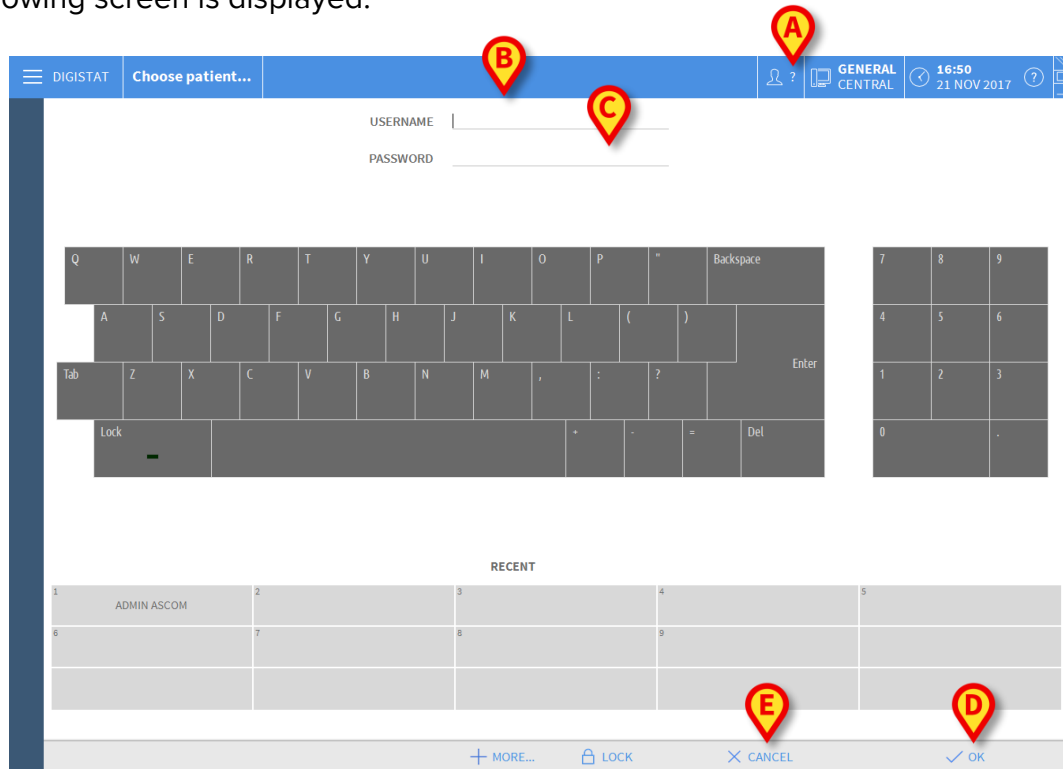 owing screen is displayed.
A
B
DIGISTAT Choose patient... ? GENERAL CENTRAL 16:50 21 NOV 2017 ?
C
USERNAME
PASSWORD
Q W E R T Y U I O P " Backspace 7 8 9
A S D F G H J K L ( ) 4 5 6
Enter
Tab Z X C V B N M , : ? 1 2 3
Lock + - = Del 0 .
RECENT
1 ADMIN ASCOM 2 3 4 5
6 7 8 9
E D
MORE... LOCK CANCEL OK